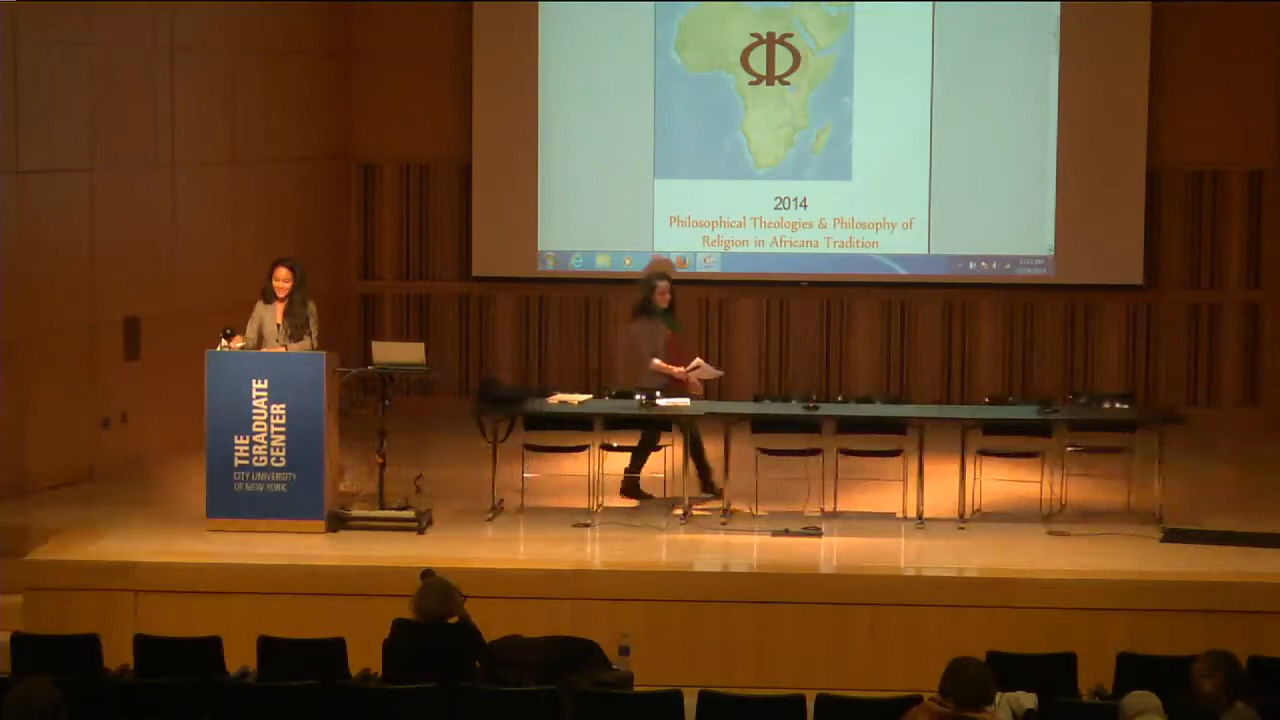 2014
Philosophical Theologies & Philosophy of
Religion in Africana Tradition
THE
GRADUATE
CENTER
CITY UNIVERSITY
OF NEW YORK